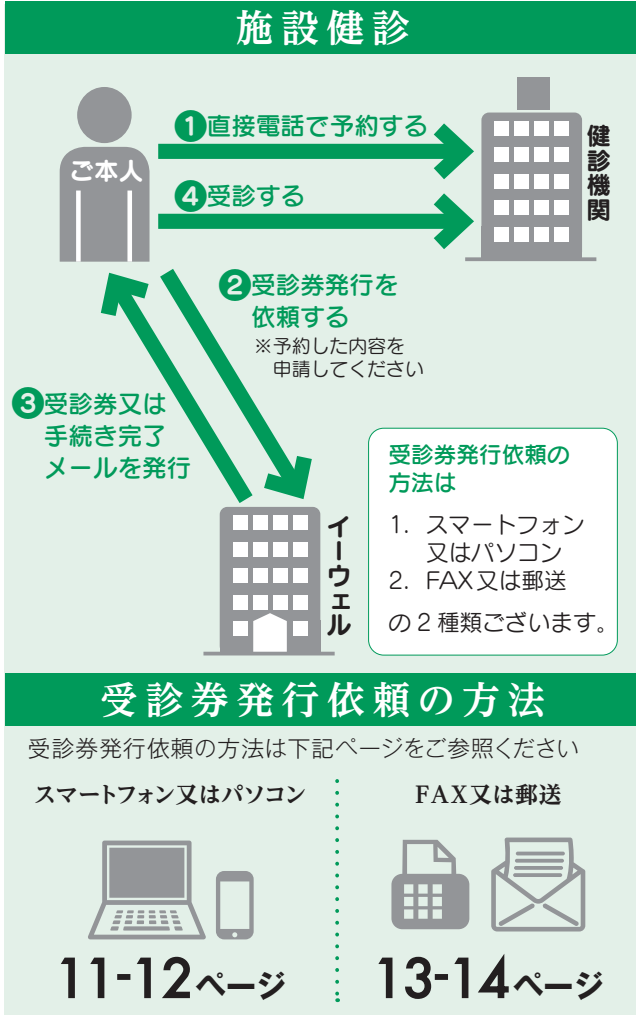 施設健診
❶直接電話で予約する
ご本人
❹受診する
健診機関
❷受診券発行を
依頼する
※予約した内容を
申請してください
❸受診券又は
手続き完了
メールを発行
イーウェル
受診券発行依頼の
方法は
1. スマートフォン
又はパソコン
2. FAX又は郵送
の2種類ございます。
受診券発行依頼の方法
受診券発行依頼の方法は下記ページをご参照ください
スマートフォン又はパソコン
11-12ページ
FAX又は郵送
13-14ページ